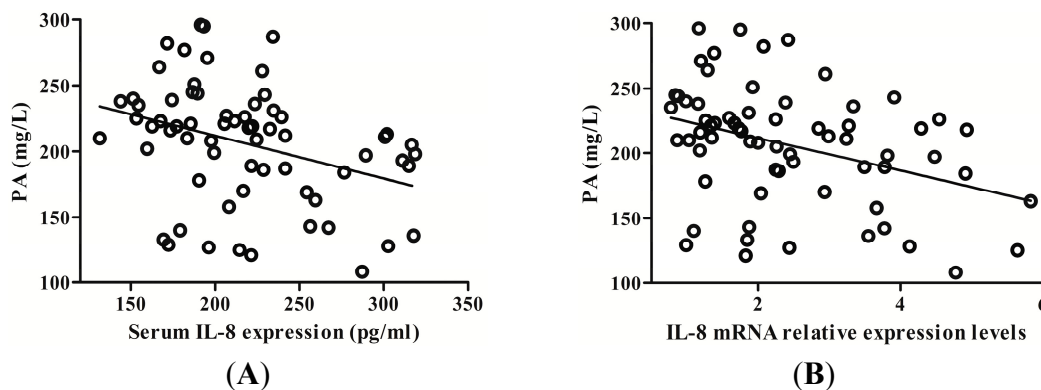 300
250
200
150
100
PA (mg/L)
150 200 250 300 350
Serum IL-8 expression (pg/ml)
(A)
300
250
200
150
100
PA (mg/L)
2 4
IL-8 mRNA relative expression levels
(B)